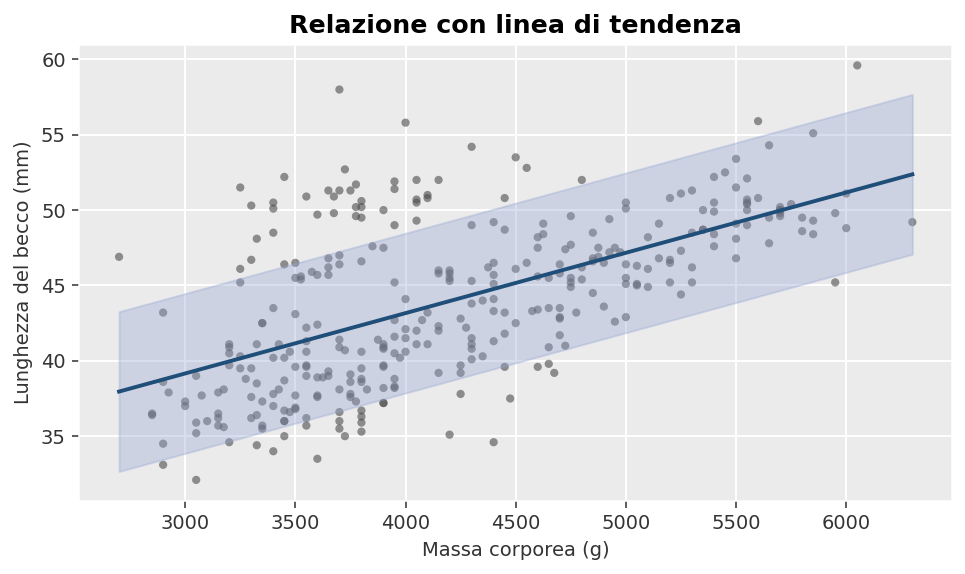 Relazione con linea di tendenza
Lunghezza del becco (mm)
60
55
50
45
40
35
3000 3500 4000 4500 5000 5500 6000
Massa corporea (g)